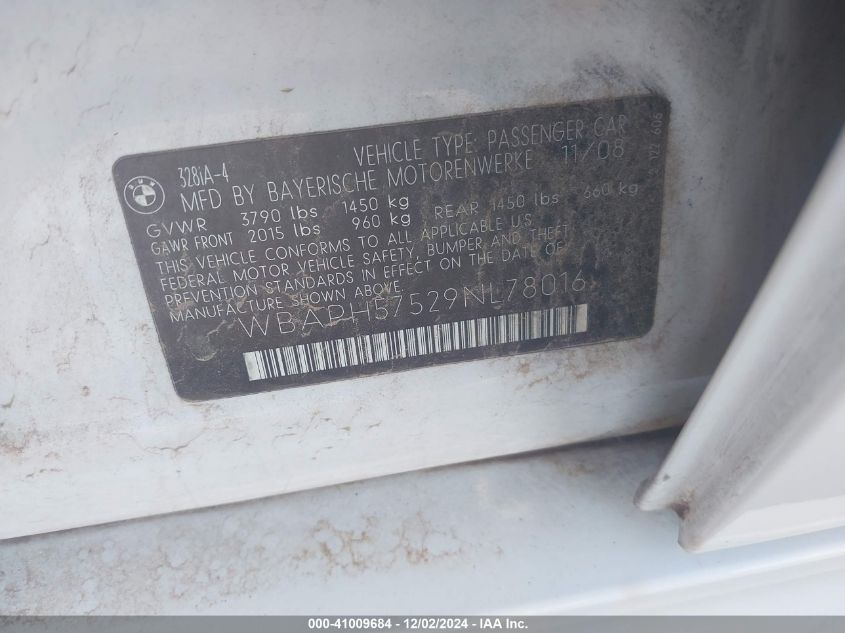 BMW
328iA-4 VEHICLE TYPE: PASSENGER CAR
MFD BY BAYERISCHE MOTORENWERKE 11/08
GVWR 3790 lbs 1450 kg
GAWR FRONT 2015 lbs 960 kg REAR 1450 lbs 660 kg
THIS VEHICLE CONFORMS TO ALL APPLICABLE U.S.
FEDERAL MOTOR VEHICLE SAFETY, BUMPER AND THEFT
PREVENTION STANDARDS IN EFFECT ON THE DATE OF
MANUFACTURE SHOWN ABOVE.
WBAPH57529NL78016
000-41009684 - 12/02/2024 - IAA Inc.